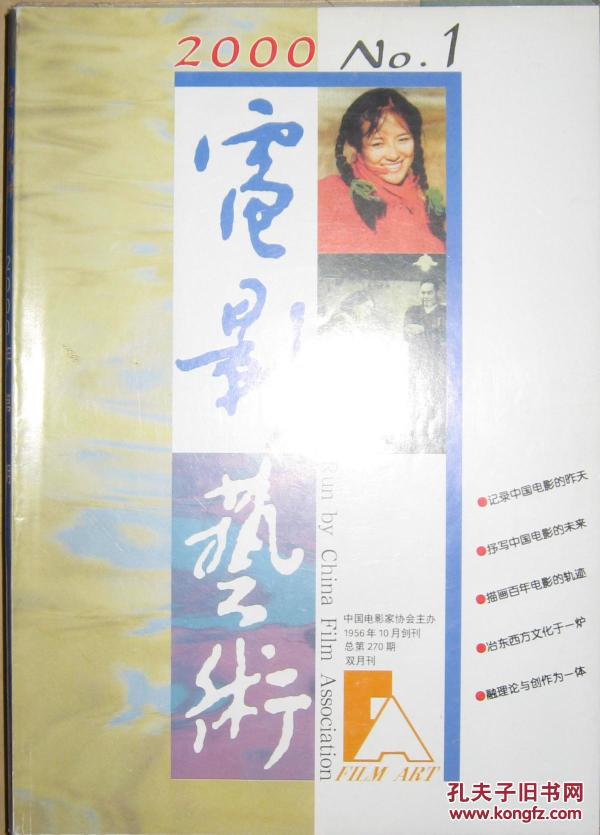 2000 No.1
電影
藝術
Run by China Film Association
中国电影家协会主办
1956年10月创刊
总第270期
双月刊
FILM ART
●记录中国电影的昨天
●抒写中国电影的未来
●描画百年电影的轨迹
●冶东西方文化于一炉
●融理论与创作为一体
2000年
孔夫子旧书网
www.kongfz.com